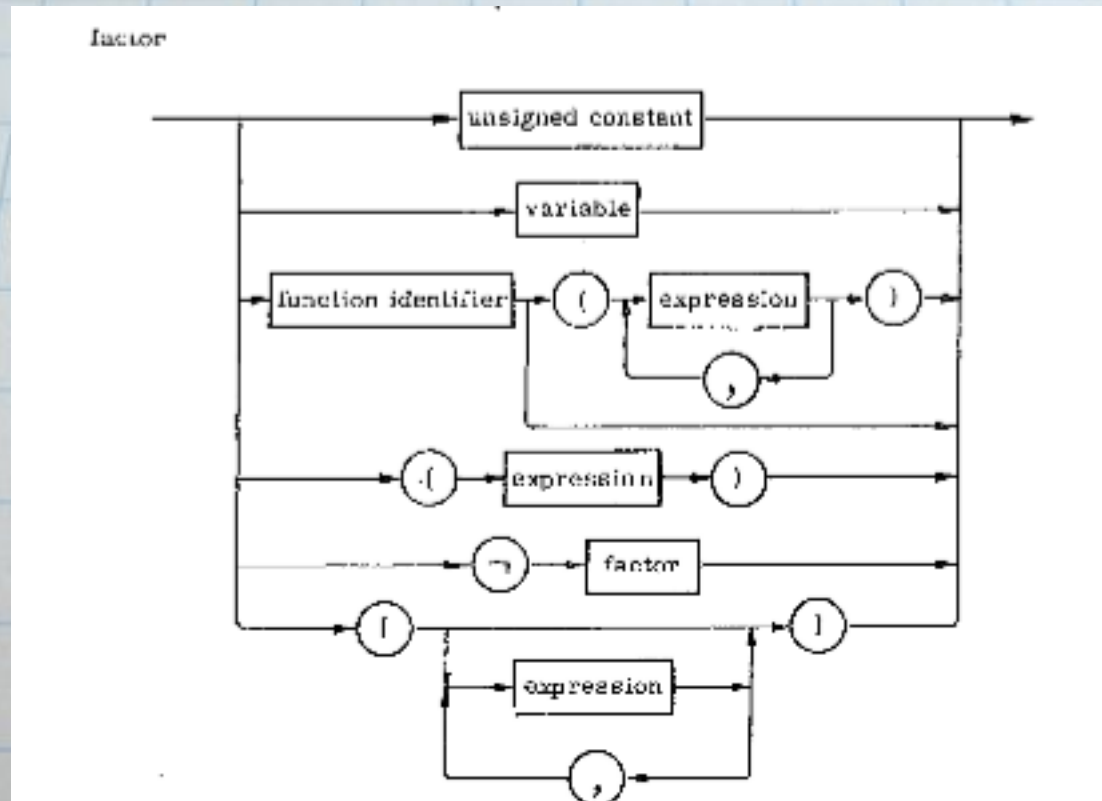 factor
unsigned constant
variable
function identifier ( expression )
,
( expression )
¬ factor
[ ]
expression
,